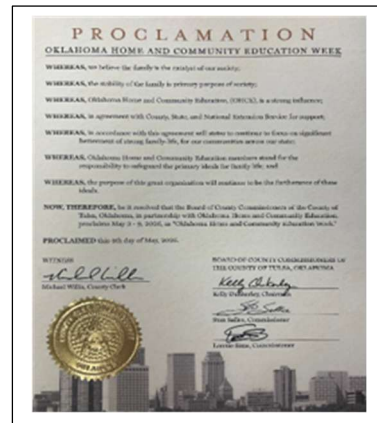 PROCLAMATION
OKLAHOMA HOME AND COMMUNITY EDUCATION WEEK
WHEREAS, we believe the family is the catalyst of our society;
WHEREAS, the stability of the family is primary purpose of society;
WHEREAS, Oklahoma Home and Community Education, (OHCE), is a strong influence;
WHEREAS, in agreement with County, State, and National Extension Service for support;
WHEREAS, in accordance with this agreement will strive to continue to focus on significant
betterment of strong family-life, for our communities across our state;
WHEREAS, Oklahoma Home and Community Education members stand for the
responsibility to safeguard the primary ideals for family life; and
WHEREAS, the purpose of this great organization will continue to be the furtherance of these
ideals.
NOW, THEREFORE, be it resolved that the Board of County Commissioners of the County of
Tulsa, Oklahoma, in partnership with Oklahoma Home and Community Education,
proclaims May 2 - 8, as "Oklahoma Home and Community Education Week."
PROCLAIMED this day of May,
WITNESS
BOARD OF COUNTY COMMISSIONERS OF
THE COUNTY OF TULSA, OKLAHOMA
Michael Willis, County Clerk
Kelly Dunkerley, Chairman
Stan Sallee, Commissioner
Commissioner